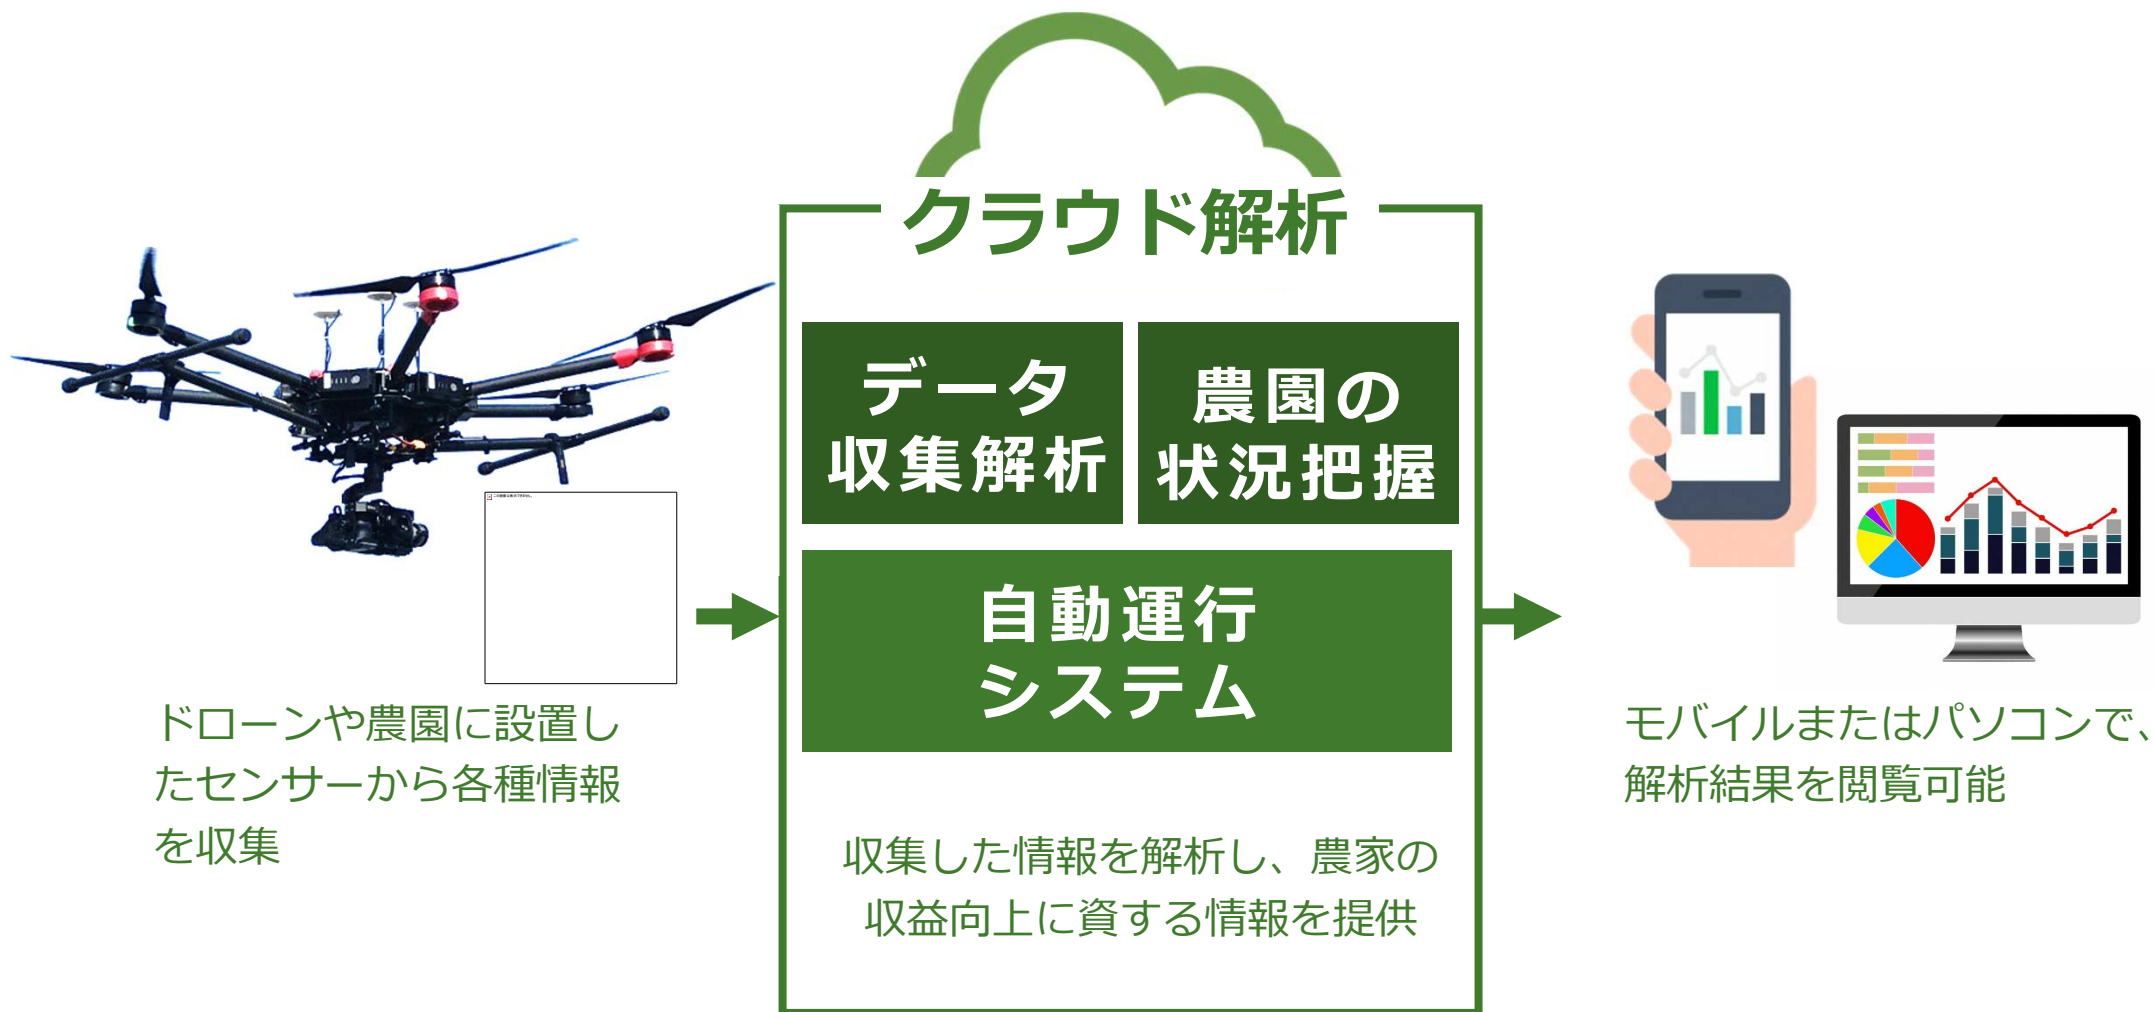 クラウド解析
データ
収集解析
農園の
状況把握
自動運行
システム
ドローンや農園に設置し
たセンサーから各種情報
を収集
収集した情報を解析し、農家の
収益向上に資する情報を提供
モバイルまたはパソコンで、
解析結果を閲覧可能